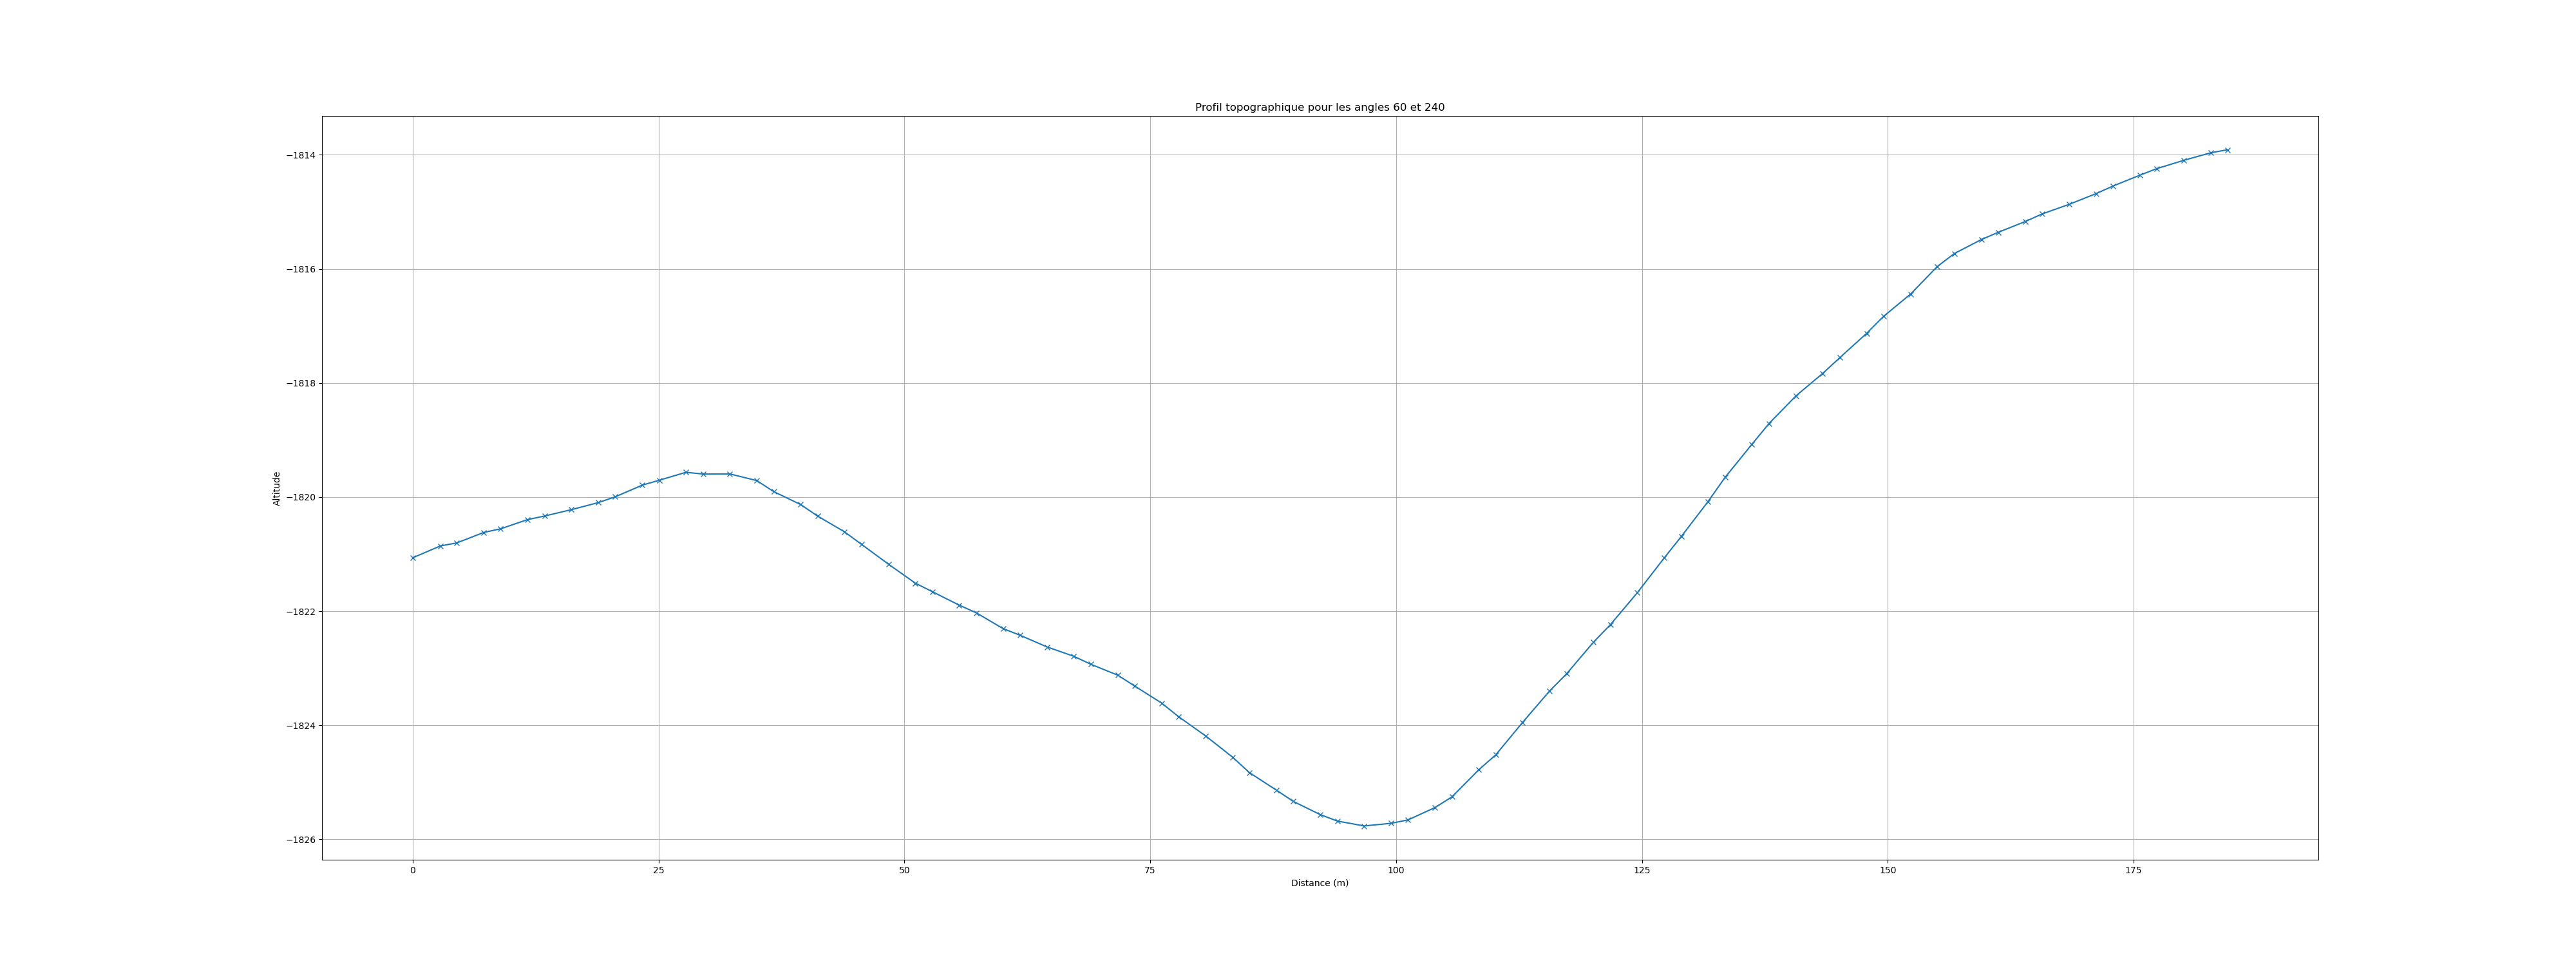 Profil topographique pour les angles 60 et 240
−1814
−1816
−1818
−1820
−1822
−1824
−1826
Altitude
0 25 50 75 100 125 150 175
Distance (m)